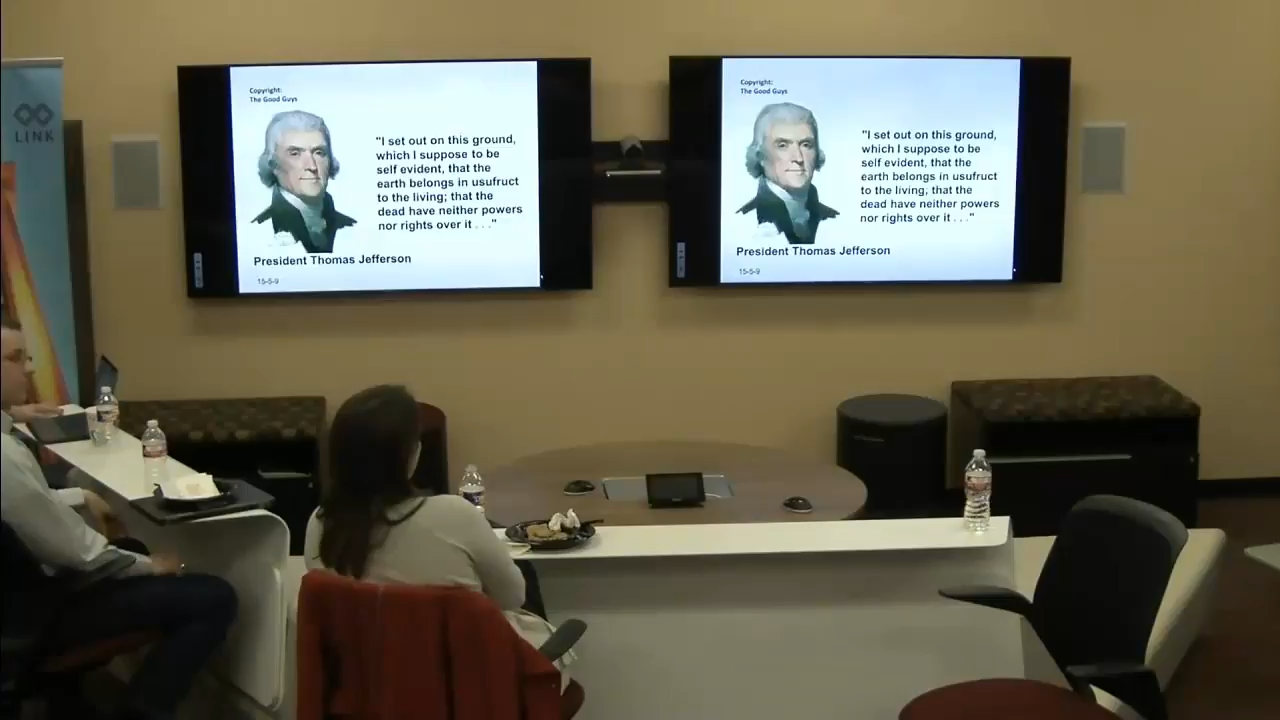 LINK
Copyright:
The Good Guys
"I set out on this ground,
which I suppose to be
self evident, that the
earth belongs in usufruct
to the living; that the
dead have neither powers
nor rights over it . . ."
President Thomas Jefferson
15-5-9
Copyright:
The Good Guys
"I set out on this ground,
which I suppose to be
self evident, that the
earth belongs in usufruct
to the living; that the
dead have neither powers
nor rights over it . . ."
President Thomas Jefferson
15-5-9